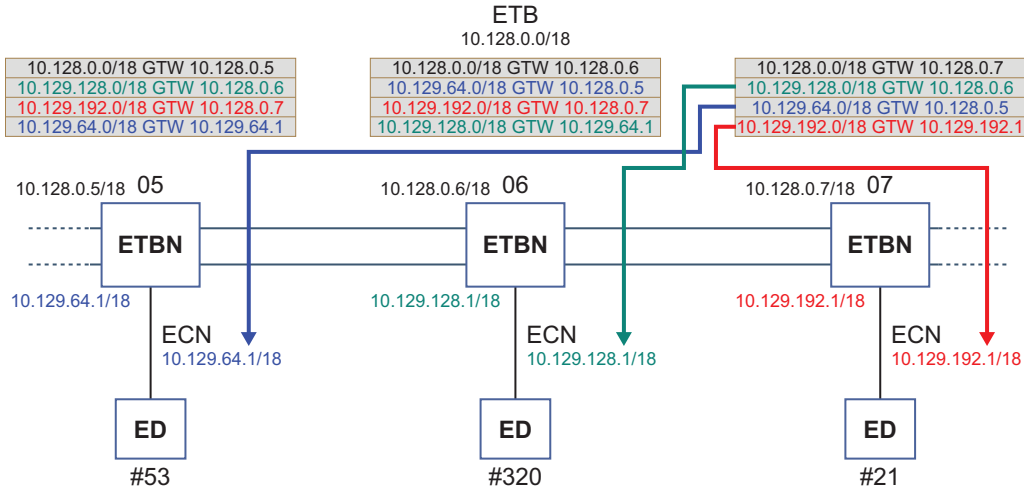 ETB
10.128.0.0/18
10.128.0.0/18 GTW 10.128.0.5
10.129.128.0/18 GTW 10.128.0.6
10.129.192.0/18 GTW 10.128.0.7
10.129.64.0/18 GTW 10.129.64.1
10.128.0.0/18 GTW 10.128.0.6
10.129.64.0/18 GTW 10.128.0.5
10.129.192.0/18 GTW 10.128.0.7
10.129.128.0/18 GTW 10.129.64.1
10.128.0.0/18 GTW 10.128.0.7
10.129.128.0/18 GTW 10.128.0.6
10.129.64.0/18 GTW 10.128.0.5
10.129.192.0/18 GTW 10.129.192.1
10.128.0.5/18 05
10.128.0.6/18 06
10.128.0.7/18 07
ETBN
ETBN
ETBN
10.129.64.1/18
10.129.128.1/18
10.129.192.1/18
ECN
10.129.64.1/18
ECN
10.129.128.1/18
ECN
10.129.192.1/18
ED
ED
ED
#53
#320
#21